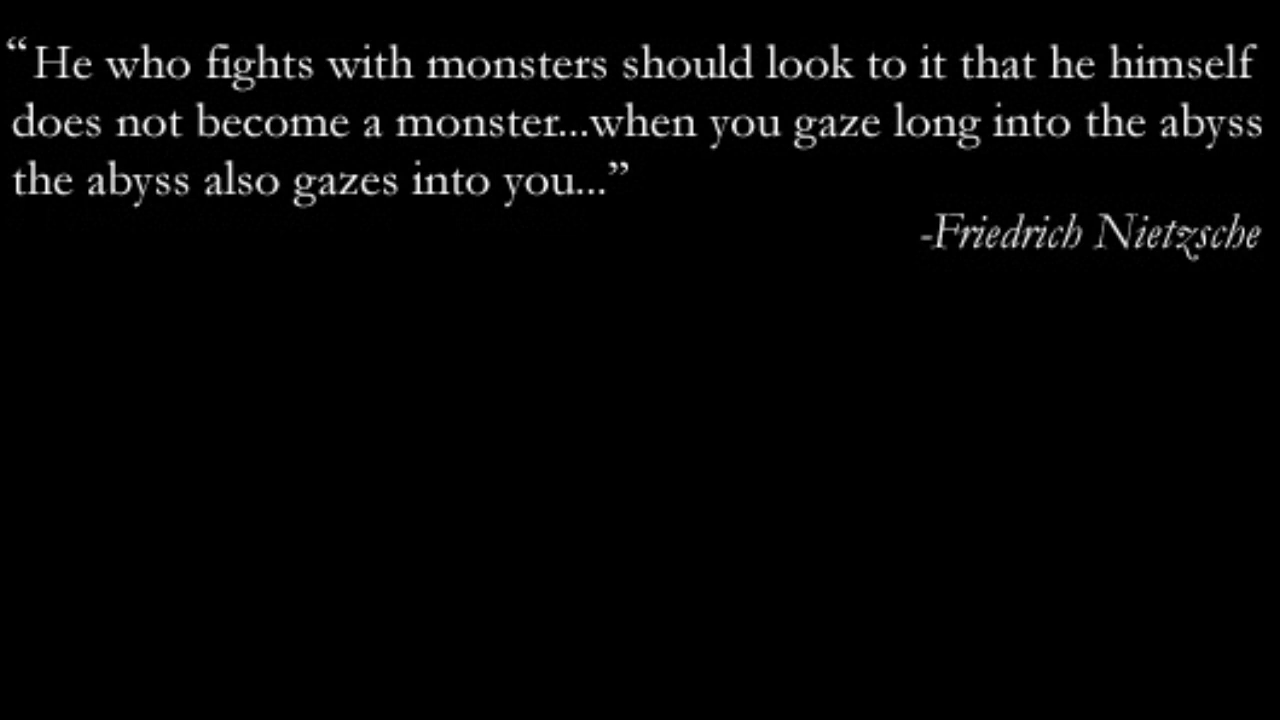 “He who fights with monsters should look to it that he himself
does not become a monster...when you gaze long into the abyss
the abyss also gazes into you...”
-Friedrich Nietzsche